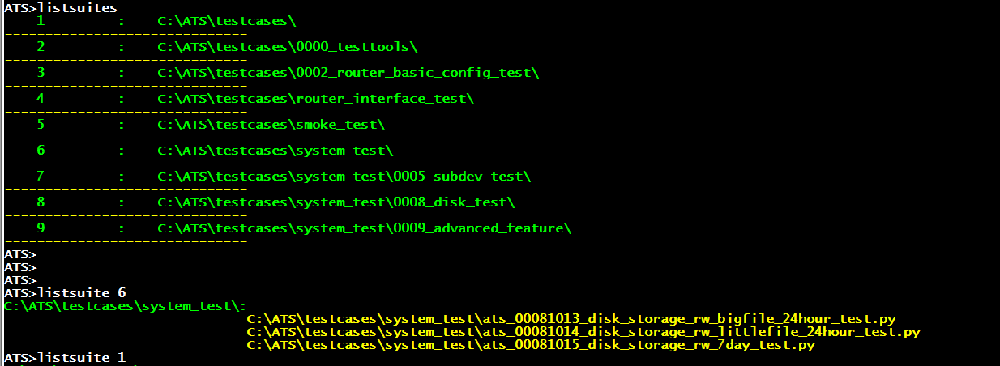 ATS>listsuites
1 : C:\ATS\testcases\
------------------------------
2 : C:\ATS\testcases\0000_testtools\
------------------------------
3 : C:\ATS\testcases\0002_router_basic_config_test\
------------------------------
4 : C:\ATS\testcases\router_interface_test\
------------------------------
5 : C:\ATS\testcases\smoke_test\
------------------------------
6 : C:\ATS\testcases\system_test\
------------------------------
7 : C:\ATS\testcases\system_test\0005_subdev_test\
------------------------------
8 : C:\ATS\testcases\system_test\0008_disk_test\
------------------------------
9 : C:\ATS\testcases\system_test\0009_advanced_feature\
------------------------------
ATS>
ATS>
ATS>
ATS>listsuite 6
C:\ATS\testcases\system_test\:
C:\ATS\testcases\system_test\ats_00081013_disk_storage_rw_bigfile_24hour_test.py
C:\ATS\testcases\system_test\ats_00081014_disk_storage_rw_littlefile_24hour_test.py
C:\ATS\testcases\system_test\ats_00081015_disk_storage_rw_7day_test.py
ATS>listsuite 1